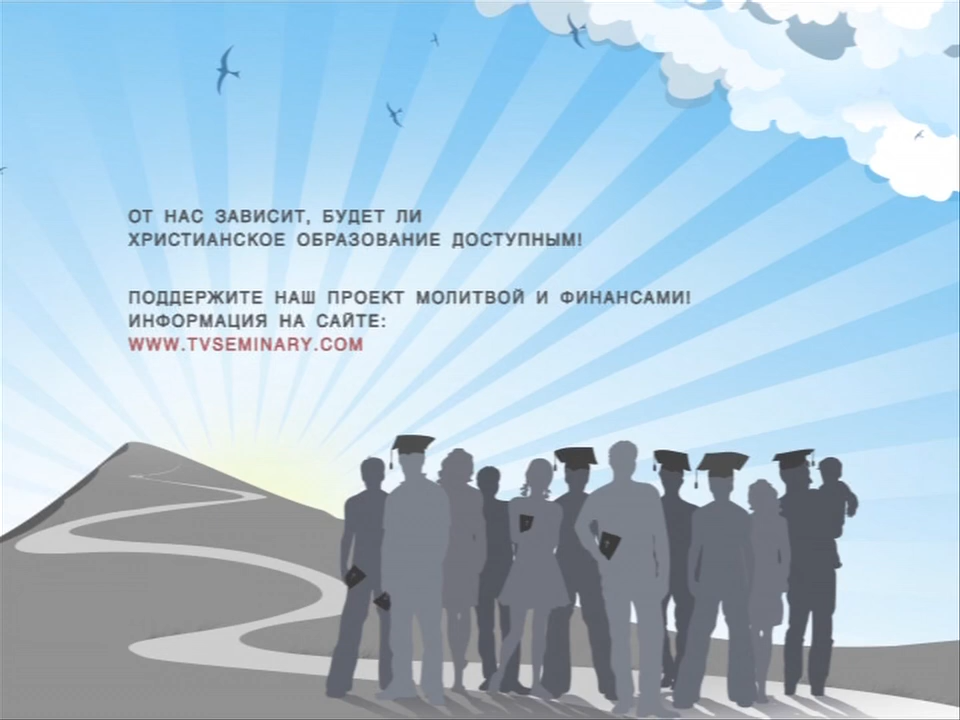 ОТ НАС ЗАВИСИТ, БУДЕТ ЛИ
ХРИСТИАНСКОЕ ОБРАЗОВАНИЕ ДОСТУПНЫМ!
ПОДДЕРЖИТЕ НАШ ПРОЕКТ МОЛИТВОЙ И ФИНАНСАМИ!
ИНФОРМАЦИЯ НА САЙТЕ:
WWW.TVSEMINARY.COM